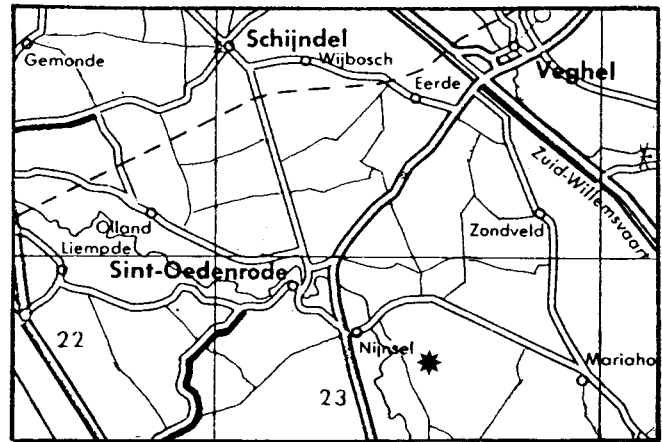 Schijndel
Gemonde
Wijbosch
Veghel
Eerde
Zuid-Willemsvaart
Olland
Zondveld
Liempde
Sint-Oedenrode
22
Nijnsel
Mariaho
23